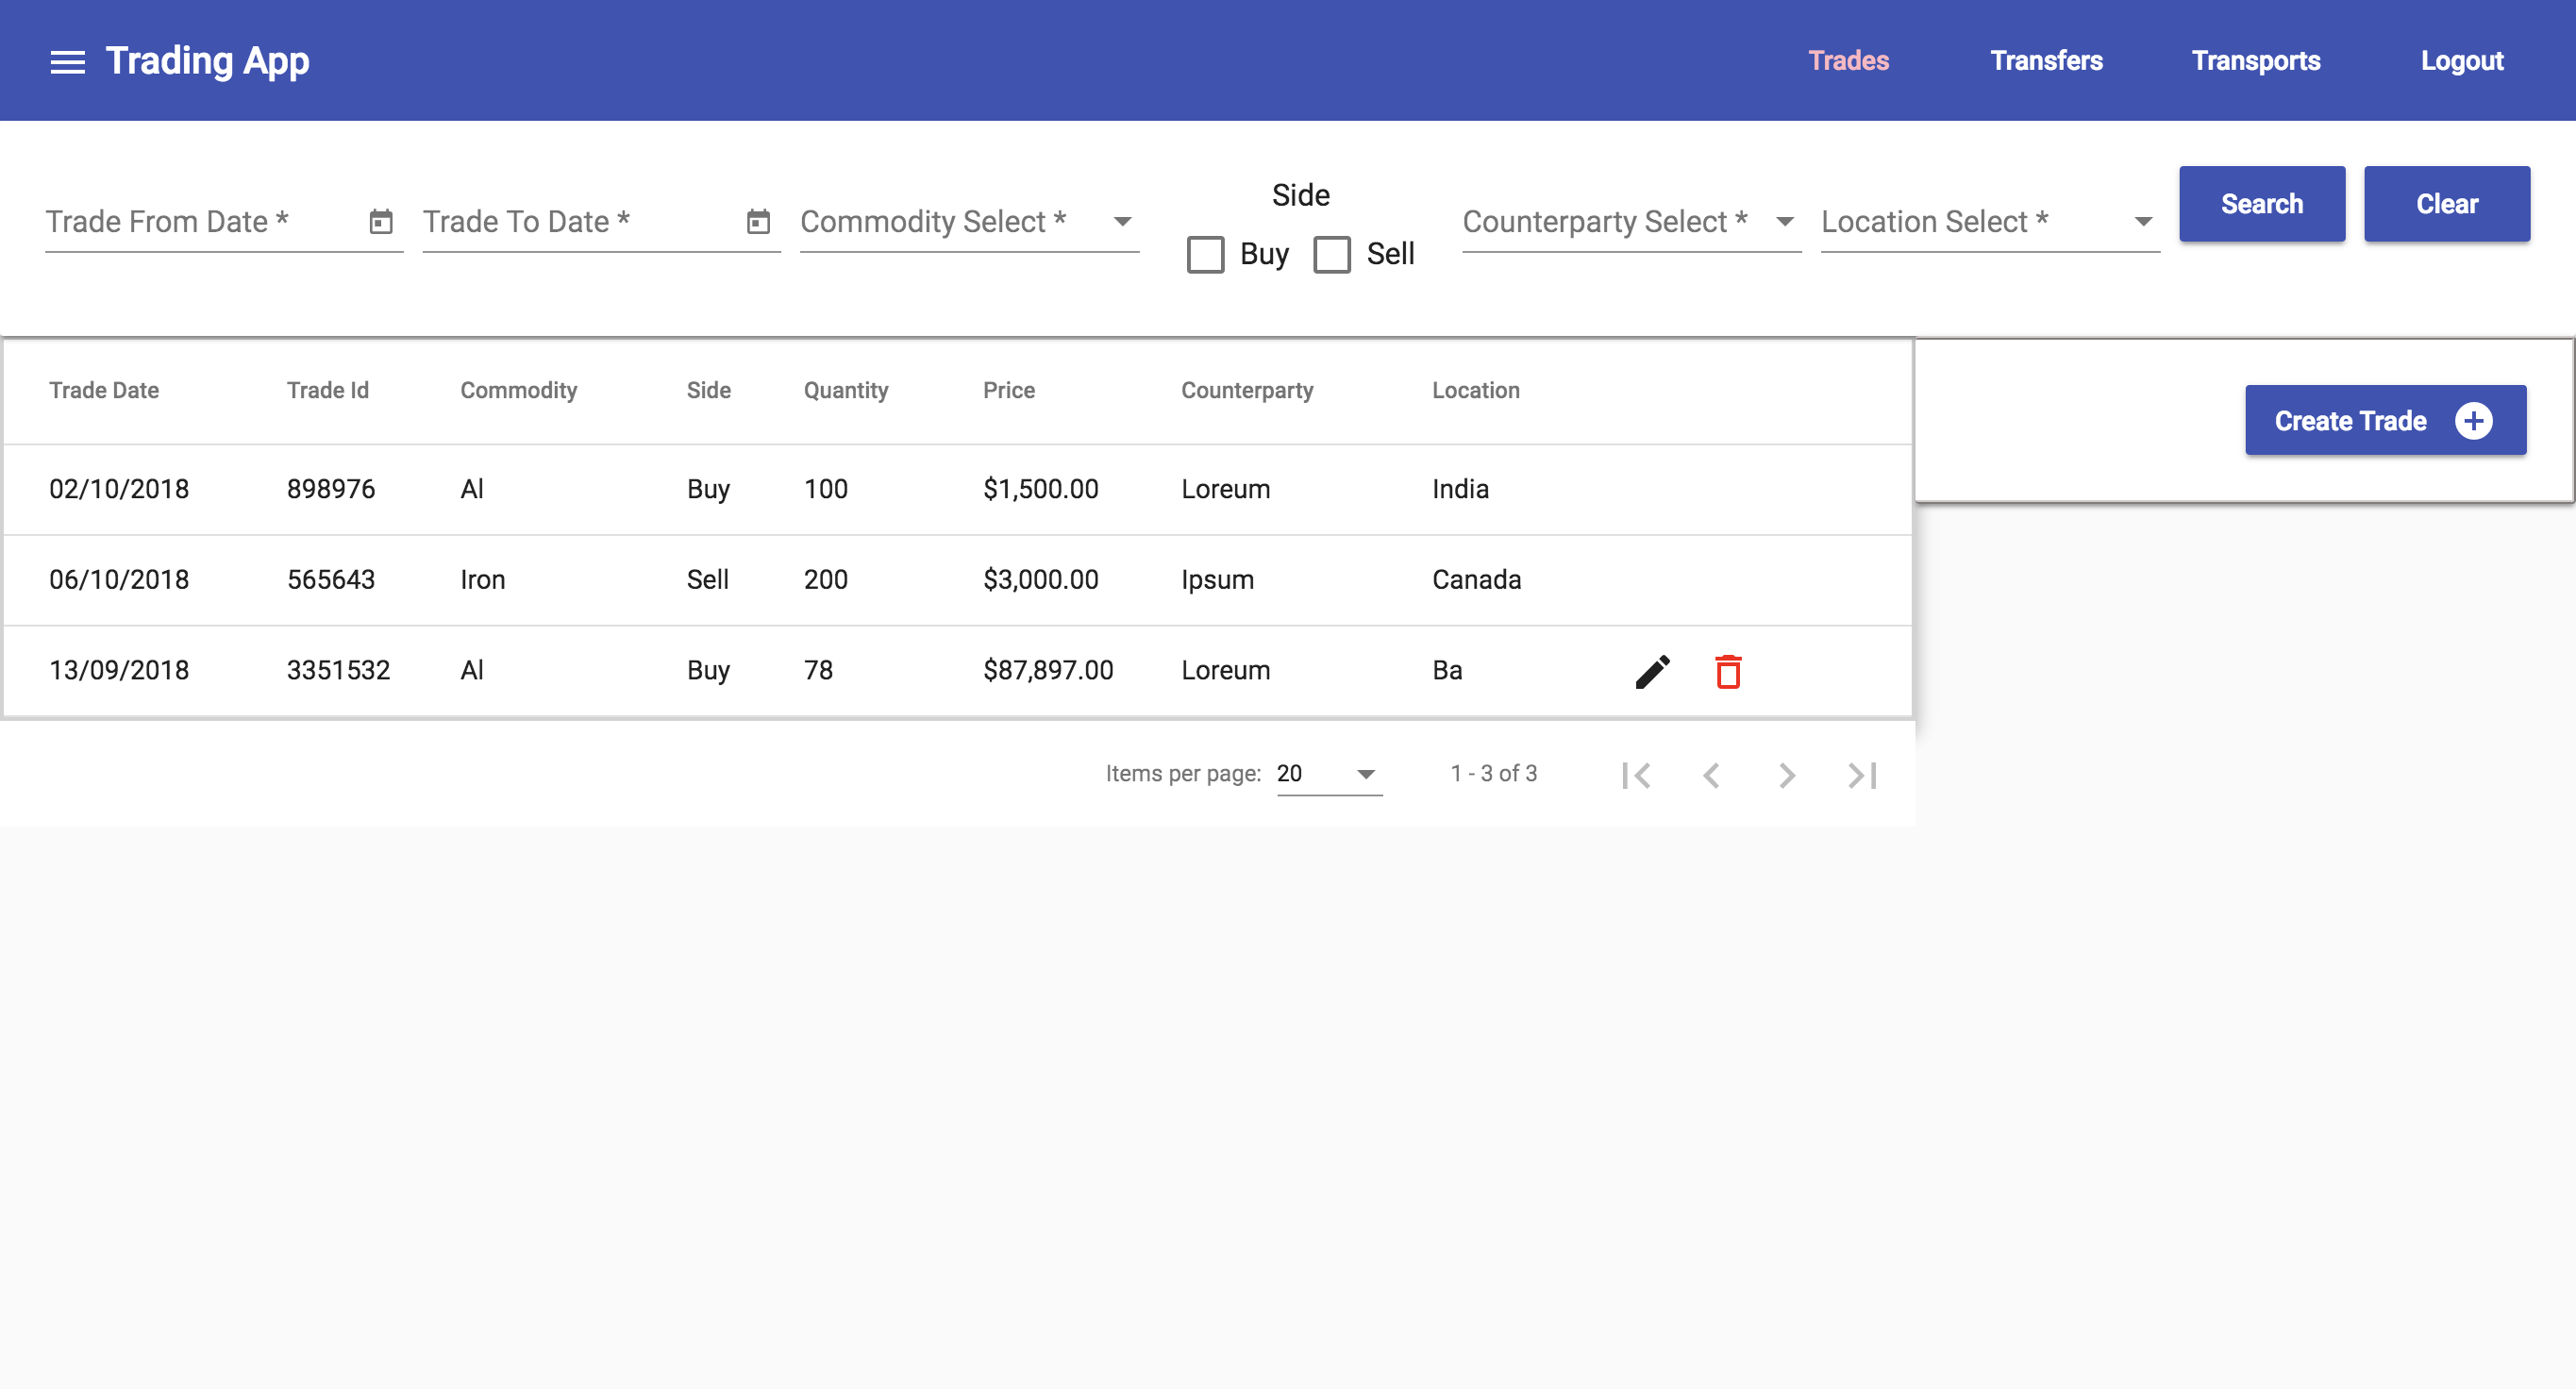 Trading App Trades Transfers Transports Logout
Side
Trade From Date * Trade To Date * Commodity Select * Buy Sell Counterparty Select * Location Select * Search Clear
Trade Date Trade Id Commodity Side Quantity Price Counterparty Location
Create Trade
02/10/2018 898976 Al Buy 100 $1,500.00 Loreum India
06/10/2018 565643 Iron Sell 200 $3,000.00 Ipsum Canada
13/09/2018 3351532 Al Buy 78 $87,897.00 Loreum Ba
Items per page: 20 1 - 3 of 3